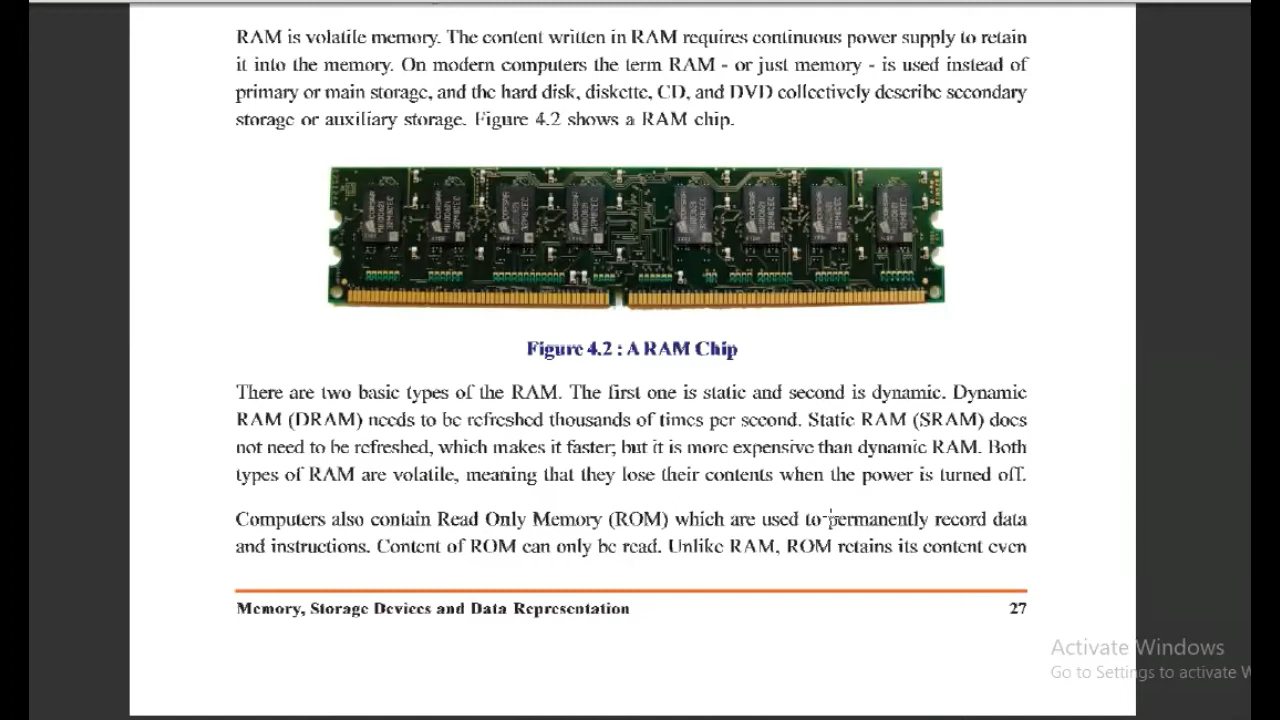 RAM is volatile memory. The content written in RAM requires continuous power supply to retain
it into the memory. On modern computers the term RAM - or just memory - is used instead of
primary or main storage, and the hard disk, diskette, CD, and DVD collectively describe secondary
storage or auxiliary storage. Figure 4.2 shows a RAM chip.
Figure 4.2 : A RAM Chip
There are two basic types of the RAM. The first one is static and second is dynamic. Dynamic
RAM (DRAM) needs to be refreshed thousands of times per second. Static RAM (SRAM) does
not need to be refreshed, which makes it faster; but it is more expensive than dynamic RAM. Both
types of RAM are volatile, meaning that they lose their contents when the power is turned off.
Computers also contain Read Only Memory (ROM) which are used to permanently record data
and instructions. Content of ROM can only be read. Unlike RAM, ROM retains its content even
Memory, Storage Devices and Data Representation 27
Activate Windows
Go to Settings to activate W